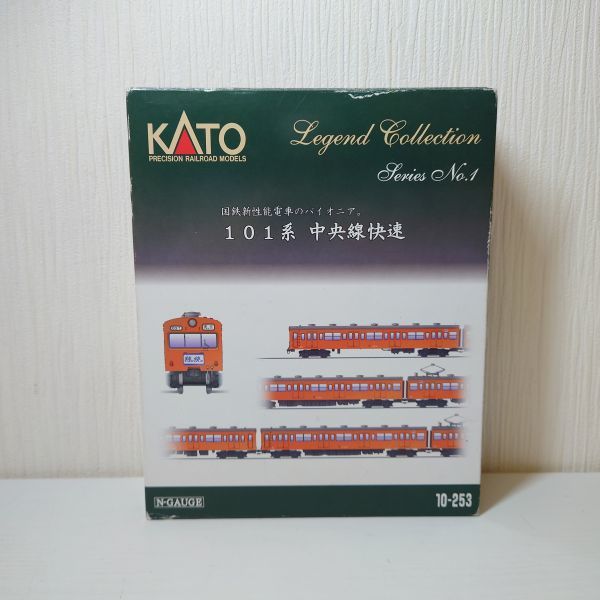 KATO
PRECISION RAILROAD MODELS
Legend Collection
Series No.1
国鉄新性能電車のパイオニア。
101系 中央線快速
N-GAUGE
10-253